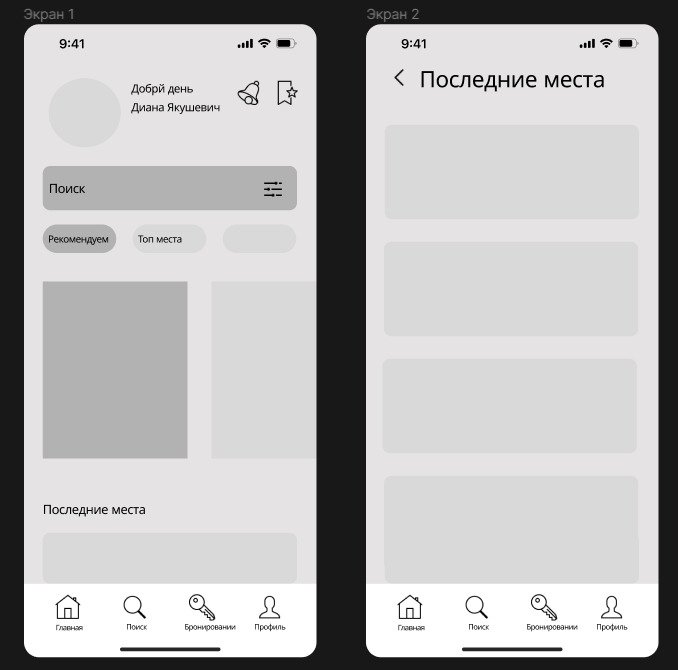 Экран 1
9:41
Добрй день
Диана Якушевич
Поиск
Рекомендуем
Топ места
Последние места
Главная
Поиск
Бронировании
Профиль
Экран 2
9:41
Последние места
Главная
Поиск
Бронировании
Профиль